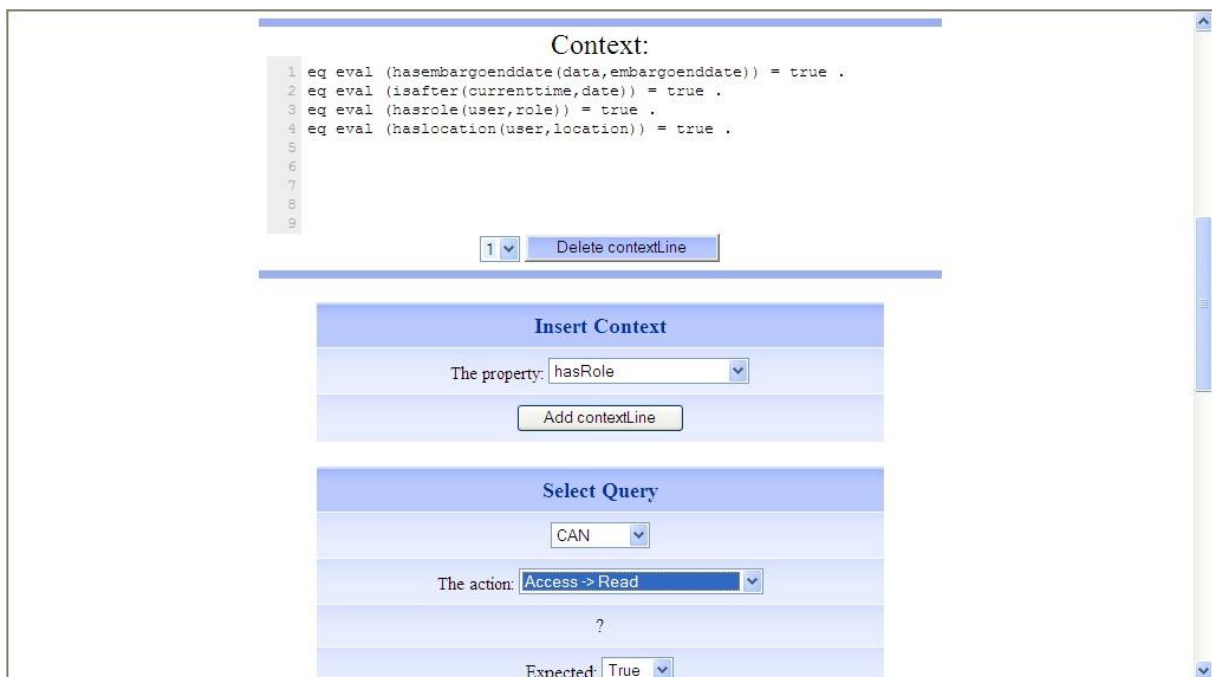 Context:
1 eq eval (hasembargoenddate(data,embargoenddate)) = true .
2 eq eval (isafter(currenttime,date)) = true .
3 eq eval (hasrole(user,role)) = true .
4 eq eval (haslocation(user,location)) = true .
5
6
7
8
9
1 Delete contextLine
Insert Context
The property: hasRole
Add contextLine
Select Query
CAN
The action: Access -> Read
?
Expected: True